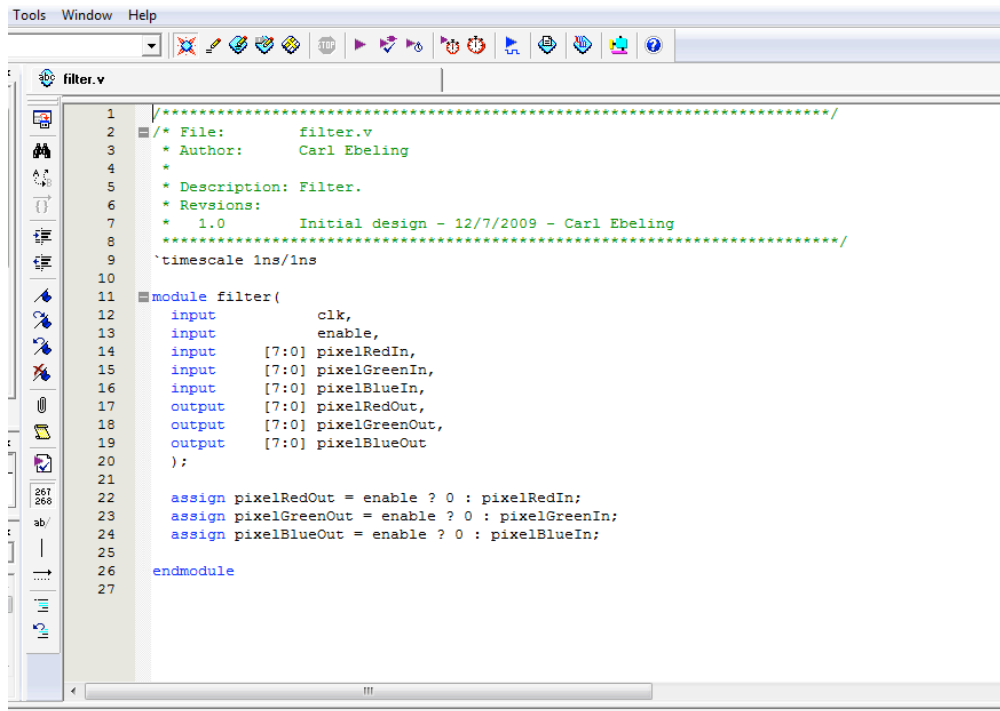 Tools Window Help
STOP
abc filter.v
1 /*************************************************************************/
2 /* File: filter.v
3 * Author: Carl Ebeling
4 *
5 * Description: Filter.
6 * Revsions:
7 * 1.0 Initial design - 12/7/2009 - Carl Ebeling
8 **************************************************************************/
9 `timescale 1ns/1ns
10
11 module filter(
12 input clk,
13 input enable,
14 input [7:0] pixelRedIn,
15 input [7:0] pixelGreenIn,
16 input [7:0] pixelBlueIn,
17 output [7:0] pixelRedOut,
18 output [7:0] pixelGreenOut,
19 output [7:0] pixelBlueOut
20 );
21
22 assign pixelRedOut = enable ? 0 : pixelRedIn;
23 assign pixelGreenOut = enable ? 0 : pixelGreenIn;
24 assign pixelBlueOut = enable ? 0 : pixelBlueIn;
25
26 endmodule
27
267
268
ab/